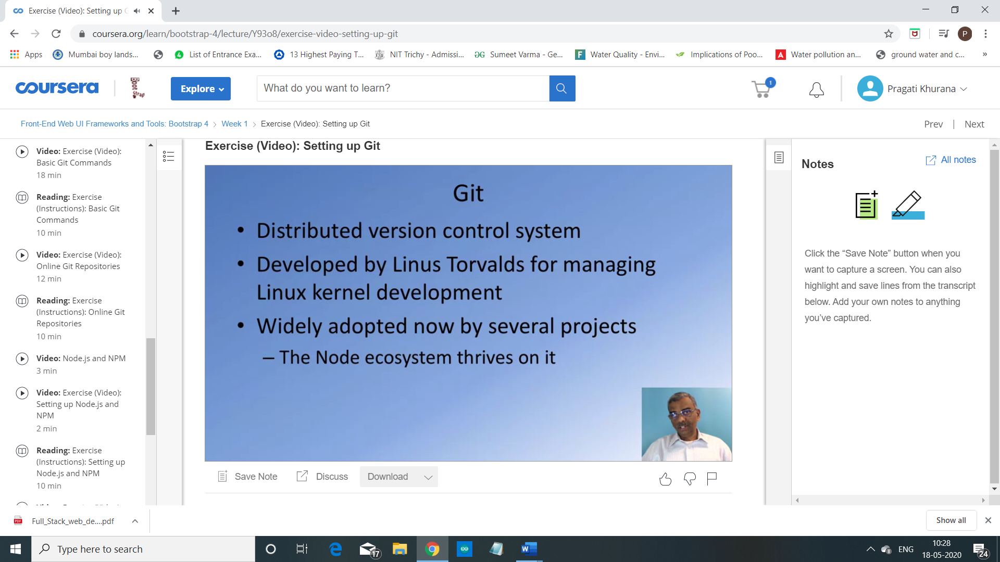 Exercise (Video): Setting up G
coursera.org/learn/bootstrap-4/lecture/Y93o8/exercise-video-setting-up-git
P
Apps
Mumbai boy lands...
List of Entrance Exa...
13 Highest Paying T...
NIT Trichy - Admissi...
Sumeet Varma - Ge...
Water Quality - Envi...
Implications of Poo...
Water pollution an...
ground water and c...
»
coursera
Boot
strap
Explore
What do you want to learn?
1
Pragati Khurana
Front-End Web UI Frameworks and Tools: Bootstrap 4 > Week 1 > Exercise (Video): Setting up Git
Prev | Next
Video: Exercise (Video):
Basic Git Commands
18 min
Reading: Exercise
(Instructions): Basic Git
Commands
10 min
Video: Exercise (Video):
Online Git Repositories
12 min
Reading: Exercise
(Instructions): Online Git
Repositories
10 min
Video: Node.js and NPM
3 min
Video: Exercise (Video):
Setting up Node.js and
NPM
2 min
Reading: Exercise
(Instructions): Setting up
Node.js and NPM
10 min
Exercise (Video): Setting up Git
Git
• Distributed version control system
• Developed by Linus Torvalds for managing
Linux kernel development
• Widely adopted now by several projects
– The Node ecosystem thrives on it
Save Note
Discuss
Download
Notes
All notes
Click the “Save Note” button when you
want to capture a screen. You can also
highlight and save lines from the transcript
below. Add your own notes to anything
you’ve captured.
PDF
Full_Stack_web_de....pdf
Show all
Type here to search
17
W
ENG
10:28
18-05-2020
24